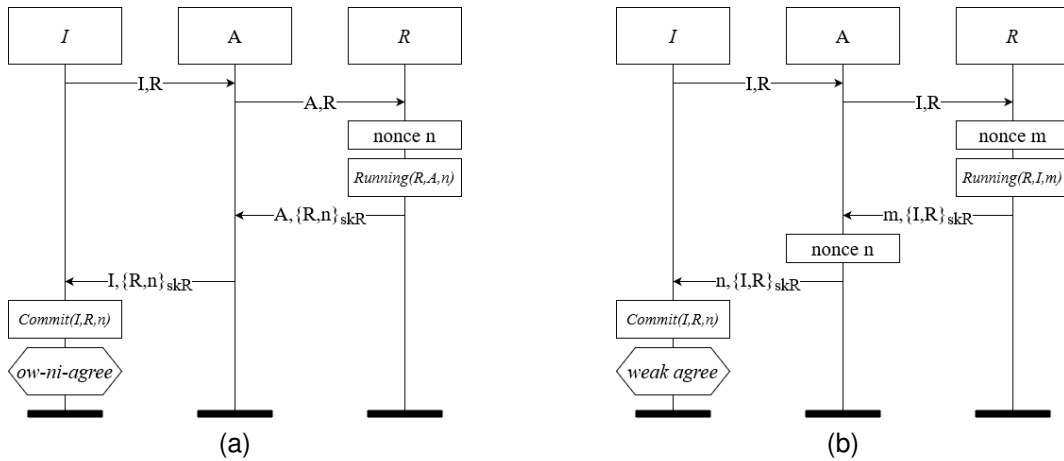 I
A
R
I,R
A,R
nonce n
Running(R,A,n)
A,{R,n}skR
I,{R,n}skR
Commit(I,R,n)
ow-ni-agree
(a)
I
A
R
I,R
I,R
nonce m
Running(R,I,m)
m,{I,R}skR
nonce n
n,{I,R}skR
Commit(I,R,n)
weak agree
(b)